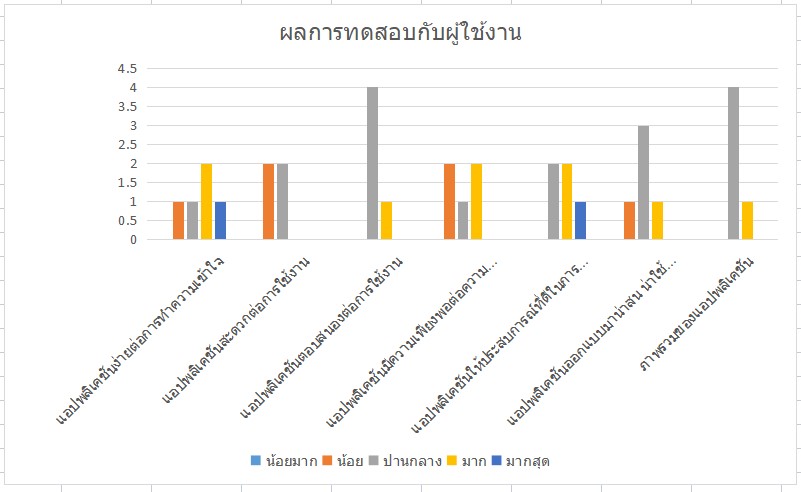 ผลการทดสอบกับผู้ใช้งาน
4.5
4
3.5
3
2.5
2
1.5
1
0.5
0
แอปพลิเคชันง่ายต่อการทำความเข้าใจ
แอปพลิเคชันสะดวกต่อการใช้งาน
แอปพลิเคชันตอบสนองต่อการใช้งาน
แอปพลิเคชันมีความเพียงพอต่อความ...
แอปพลิเคชันให้ประสบการณ์ที่ดีในการ...
แอปพลิเคชันออกแบบมาน่าสน น่าใช้...
ภาพรวมของแอปพลิเคชัน
น้อยมาก น้อย ปานกลาง มาก มากสุด